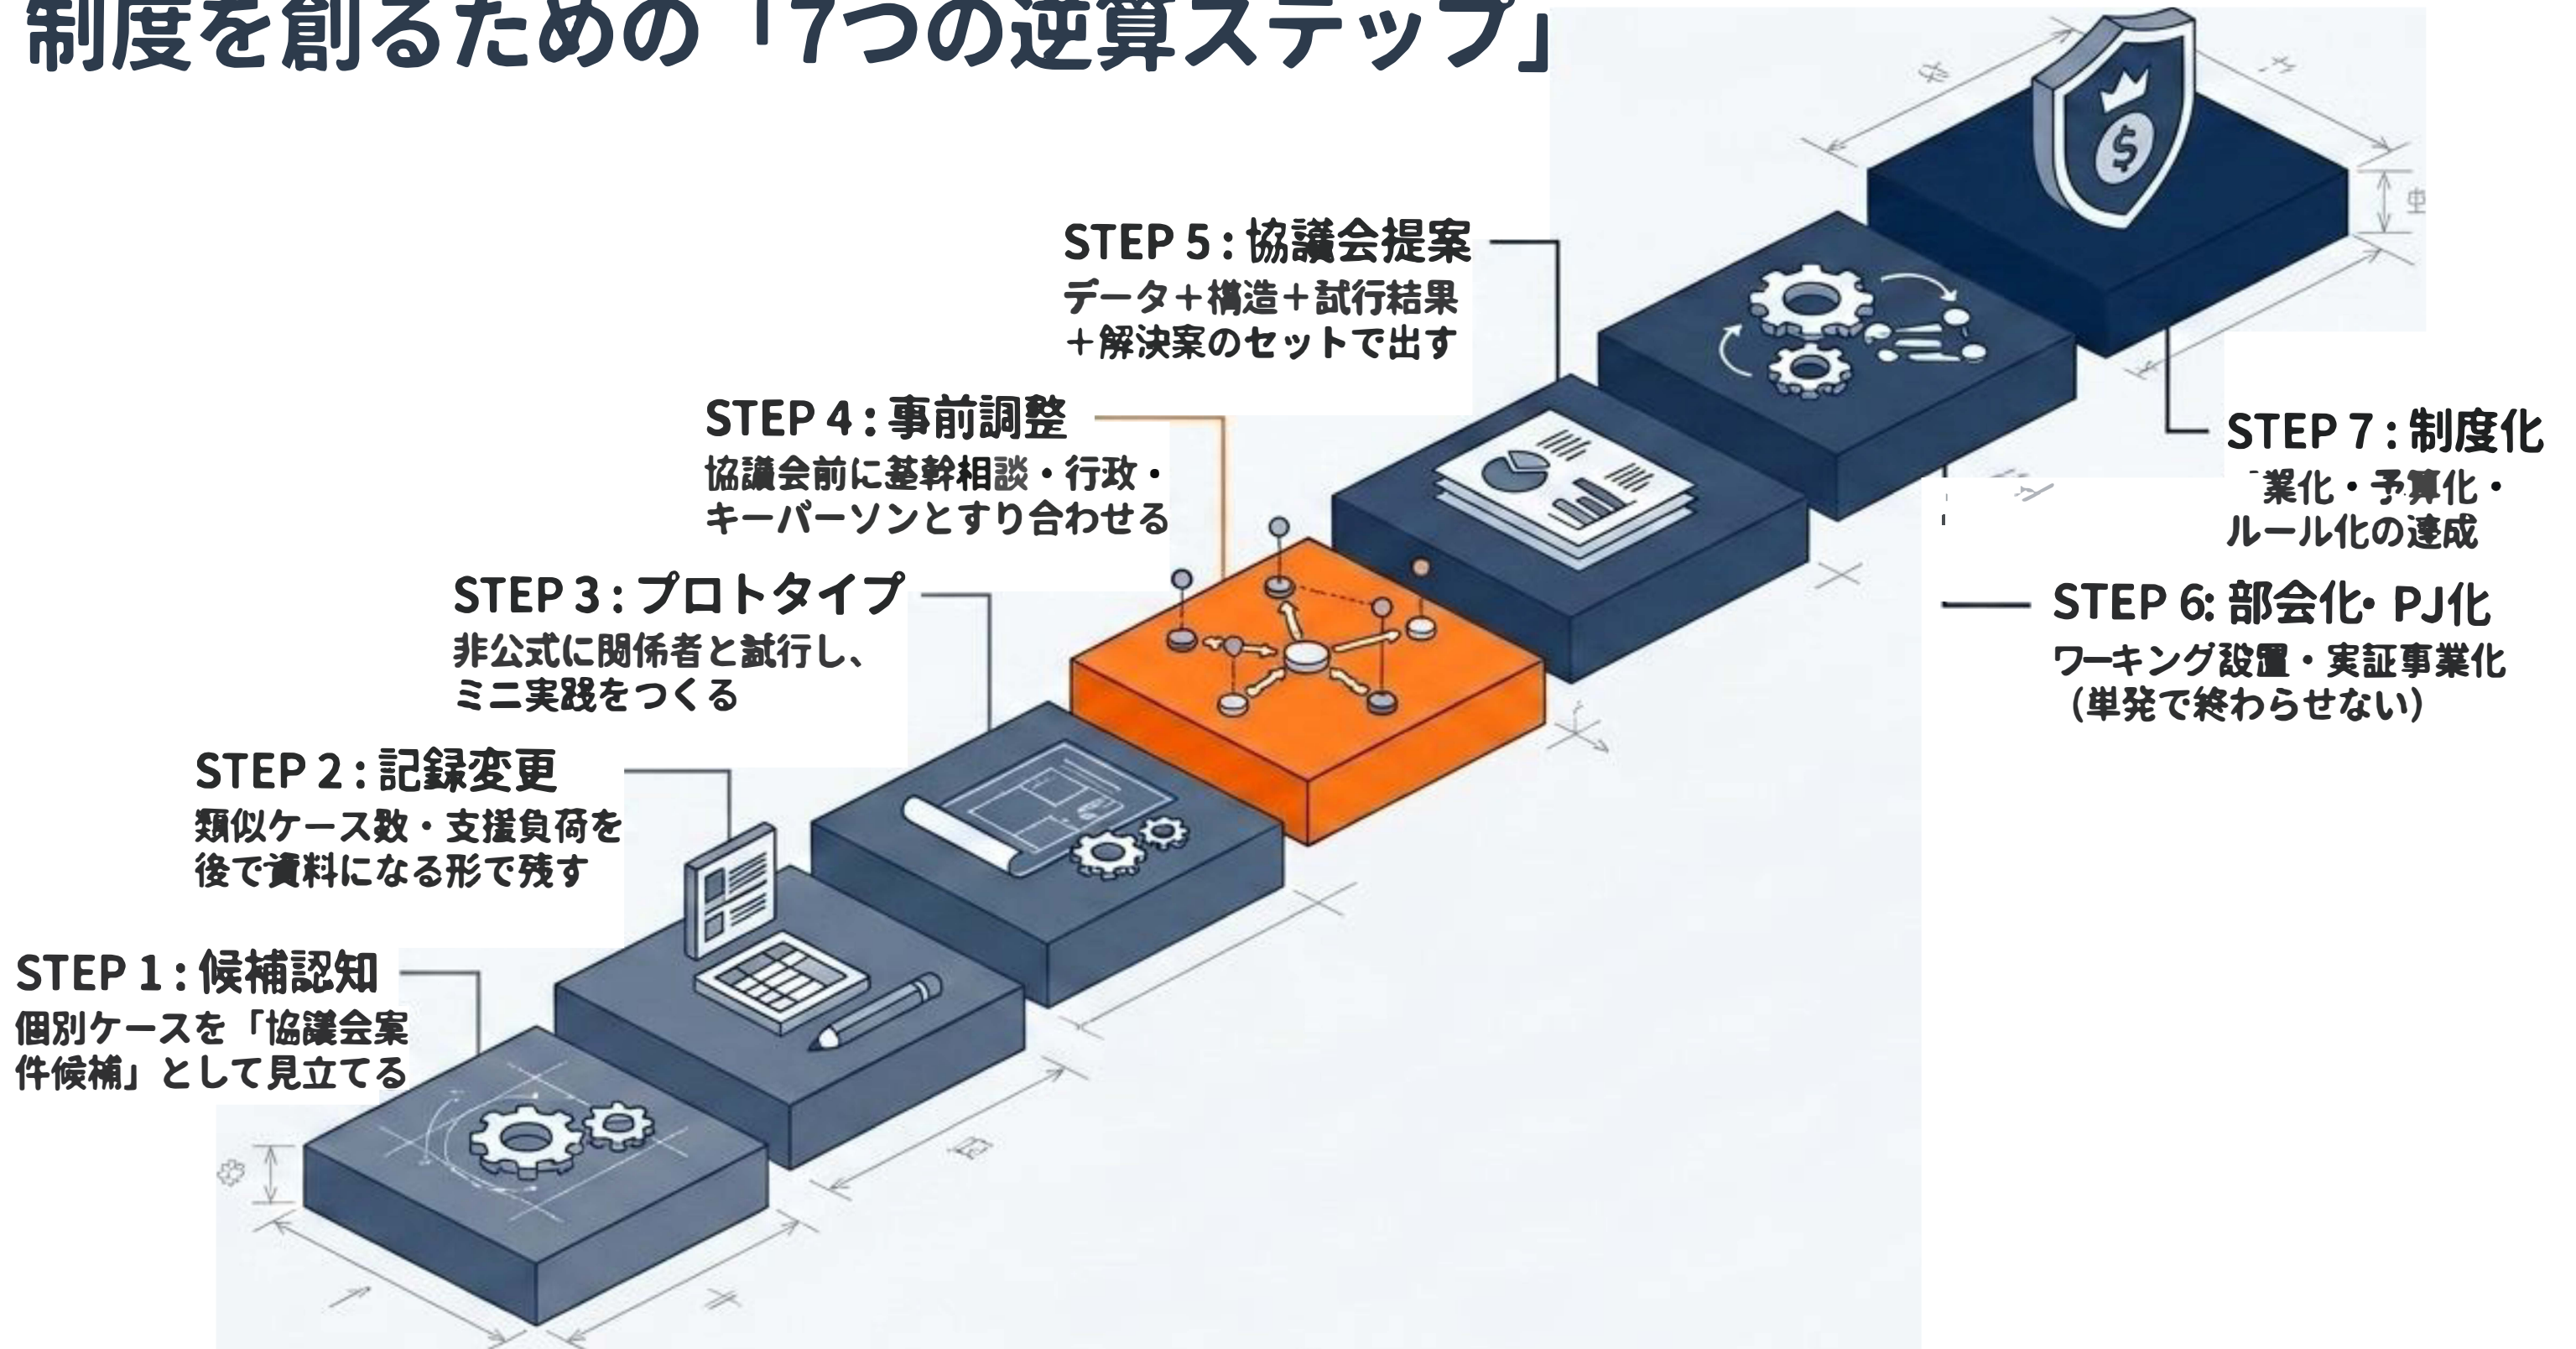 制度を創るための「7つの逆算ステップ」
STEP 5 : 協議会提案
データ＋構造＋試行結果
＋解決案のセットで出す
STEP 4 : 事前調整
協議会前に基幹相談・行政・
キーバーソンとすり合わせる
STEP 7 : 制度化
業化・予算化・
ルール化の達成
STEP 3 : プロトタイプ
非公式に関係者と試行し、
ミニ実践をつくる
STEP 6: 部会化・PJ化
ワーキング設置・実証事業化
（単発で終わらせない）
STEP 2 : 記録変更
類似ケース数・支援負荷を
後で資料になる形で残す
STEP 1 : 候補認知
個別ケースを「協議会案
件候補」として見立てる
$